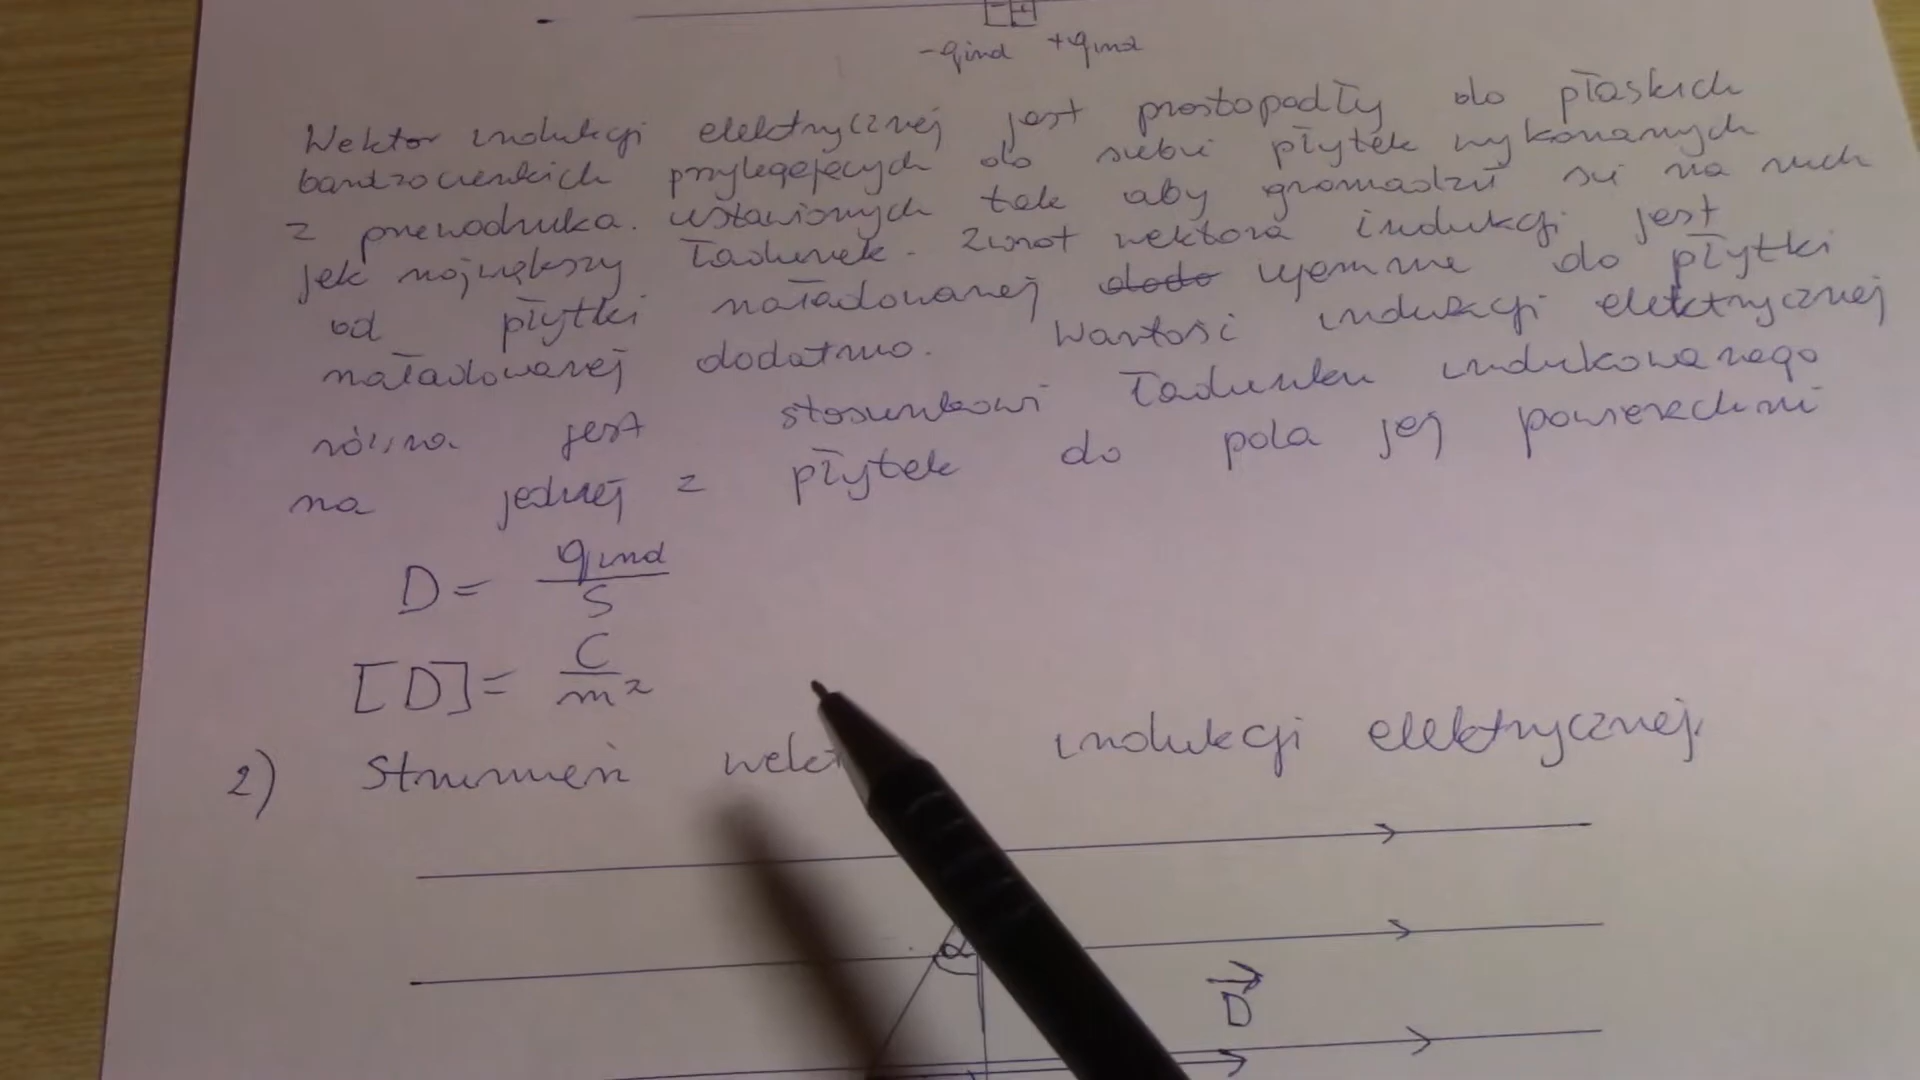 - +
-qind +qind
Wektor indukcji elektrycznej jest prostopadły do płaskich
bardzo cienkich przylegających do siebie płytek wykonanych
z przewodnika. ustawionych tak aby gromadził się na nich
jak największy ładunek. Zwrot wektora indukcji jest
od płytki naładowanej ujemnie do płytki
naładowanej dodatnio. Wartość indukcji elektrycznej
równa jest stosunkowi ładunku indukowanego
na jednej z płytek do pola jej powierzchni
D = qind / S
[D] = C / m²
2) Strumień indukcji elektrycznej.
α
D